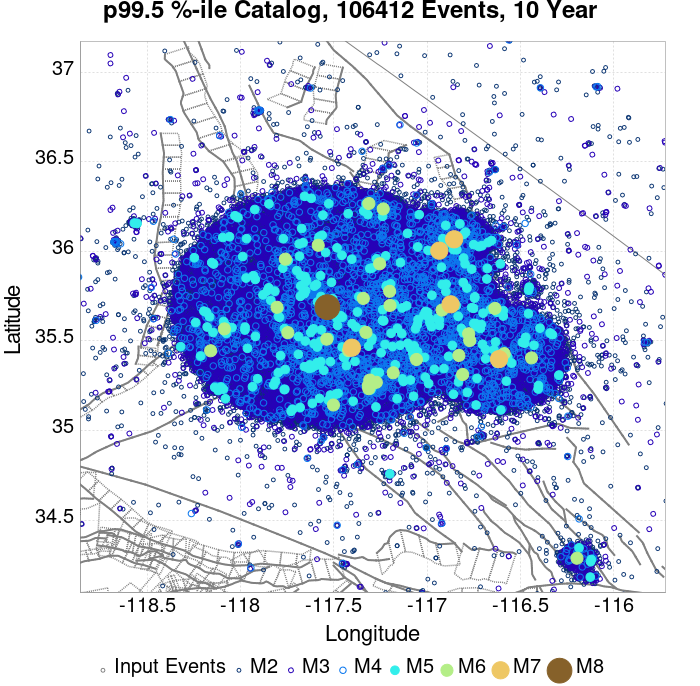 p99.5 %-ile Catalog, 106412 Events, 10 Year
37
36.5
36
35.5
35
34.5
Latitude
-118.5 -118 -117.5 -117 -116.5 -116
Longitude
Input Events M2 M3 M4 M5 M6 M7 M8